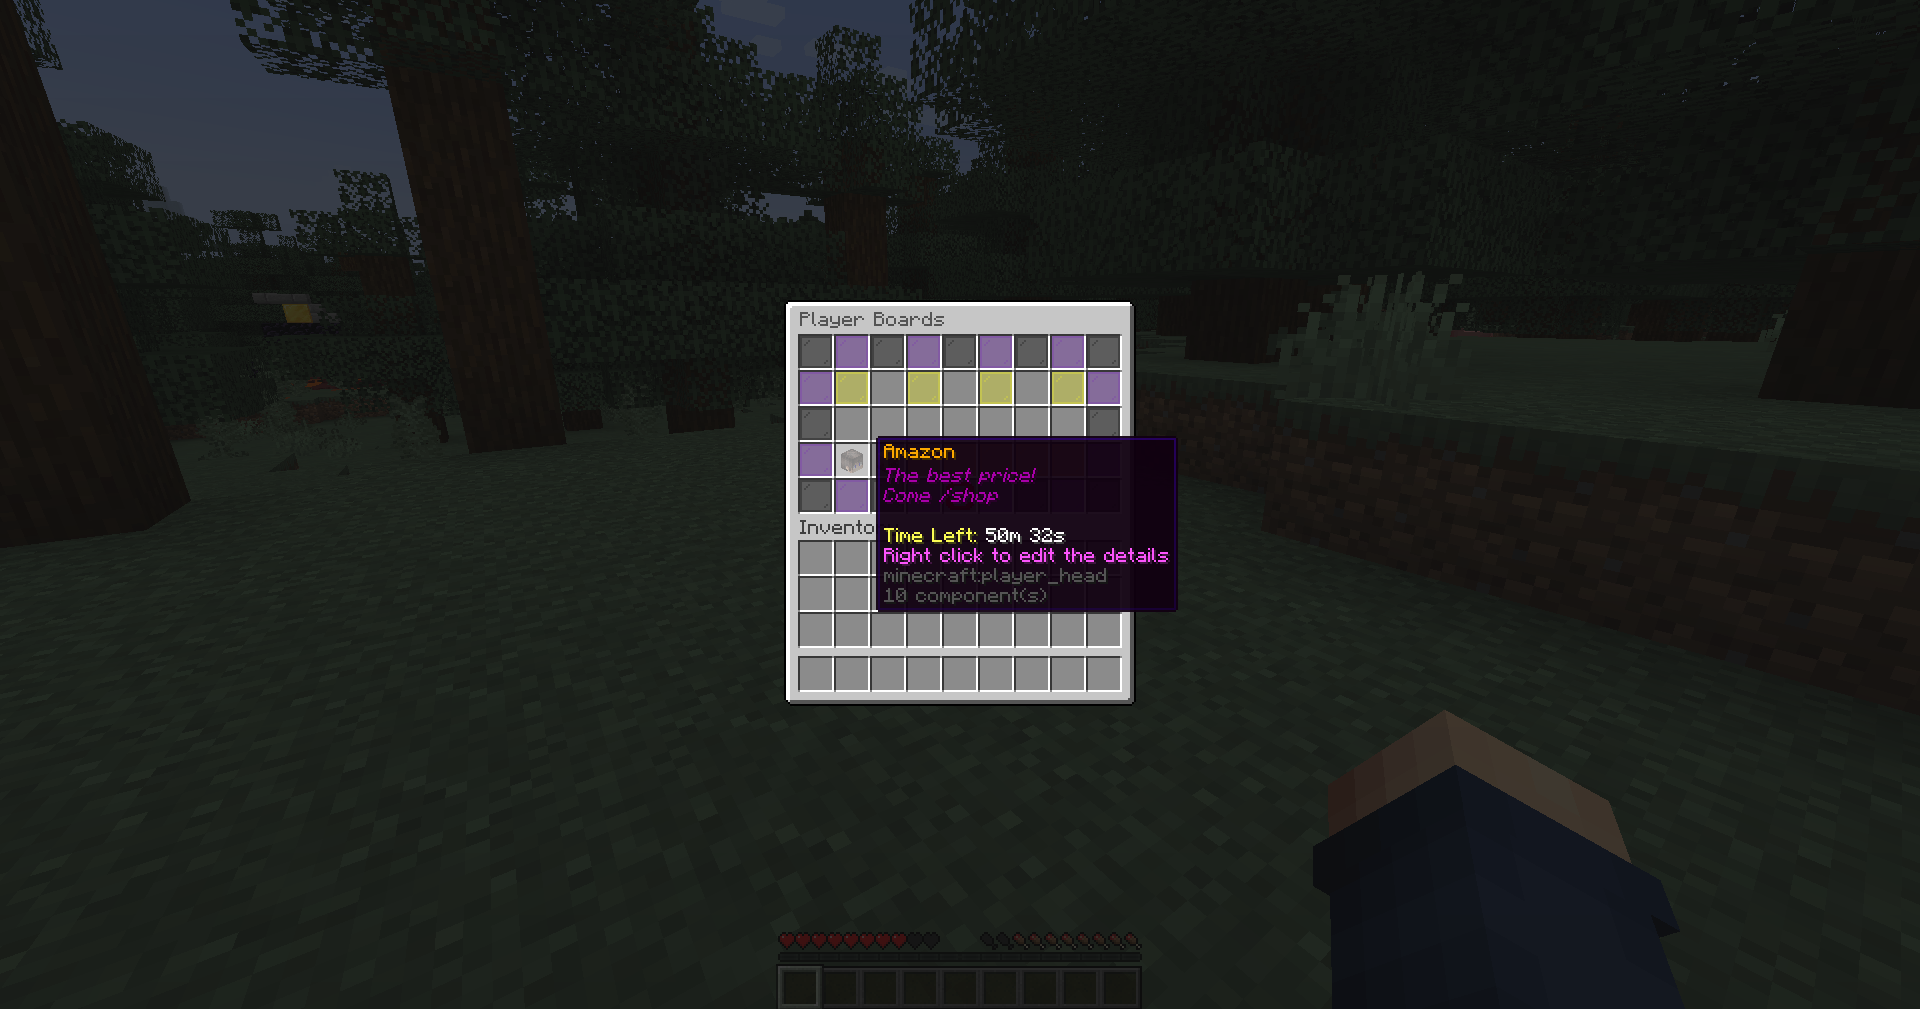 Player Boards
Amazon
The best price!
Come /shop
Invento
Time Left: 50m 32s
Right click to edit the details
minecraft:player_head
10 component(s)